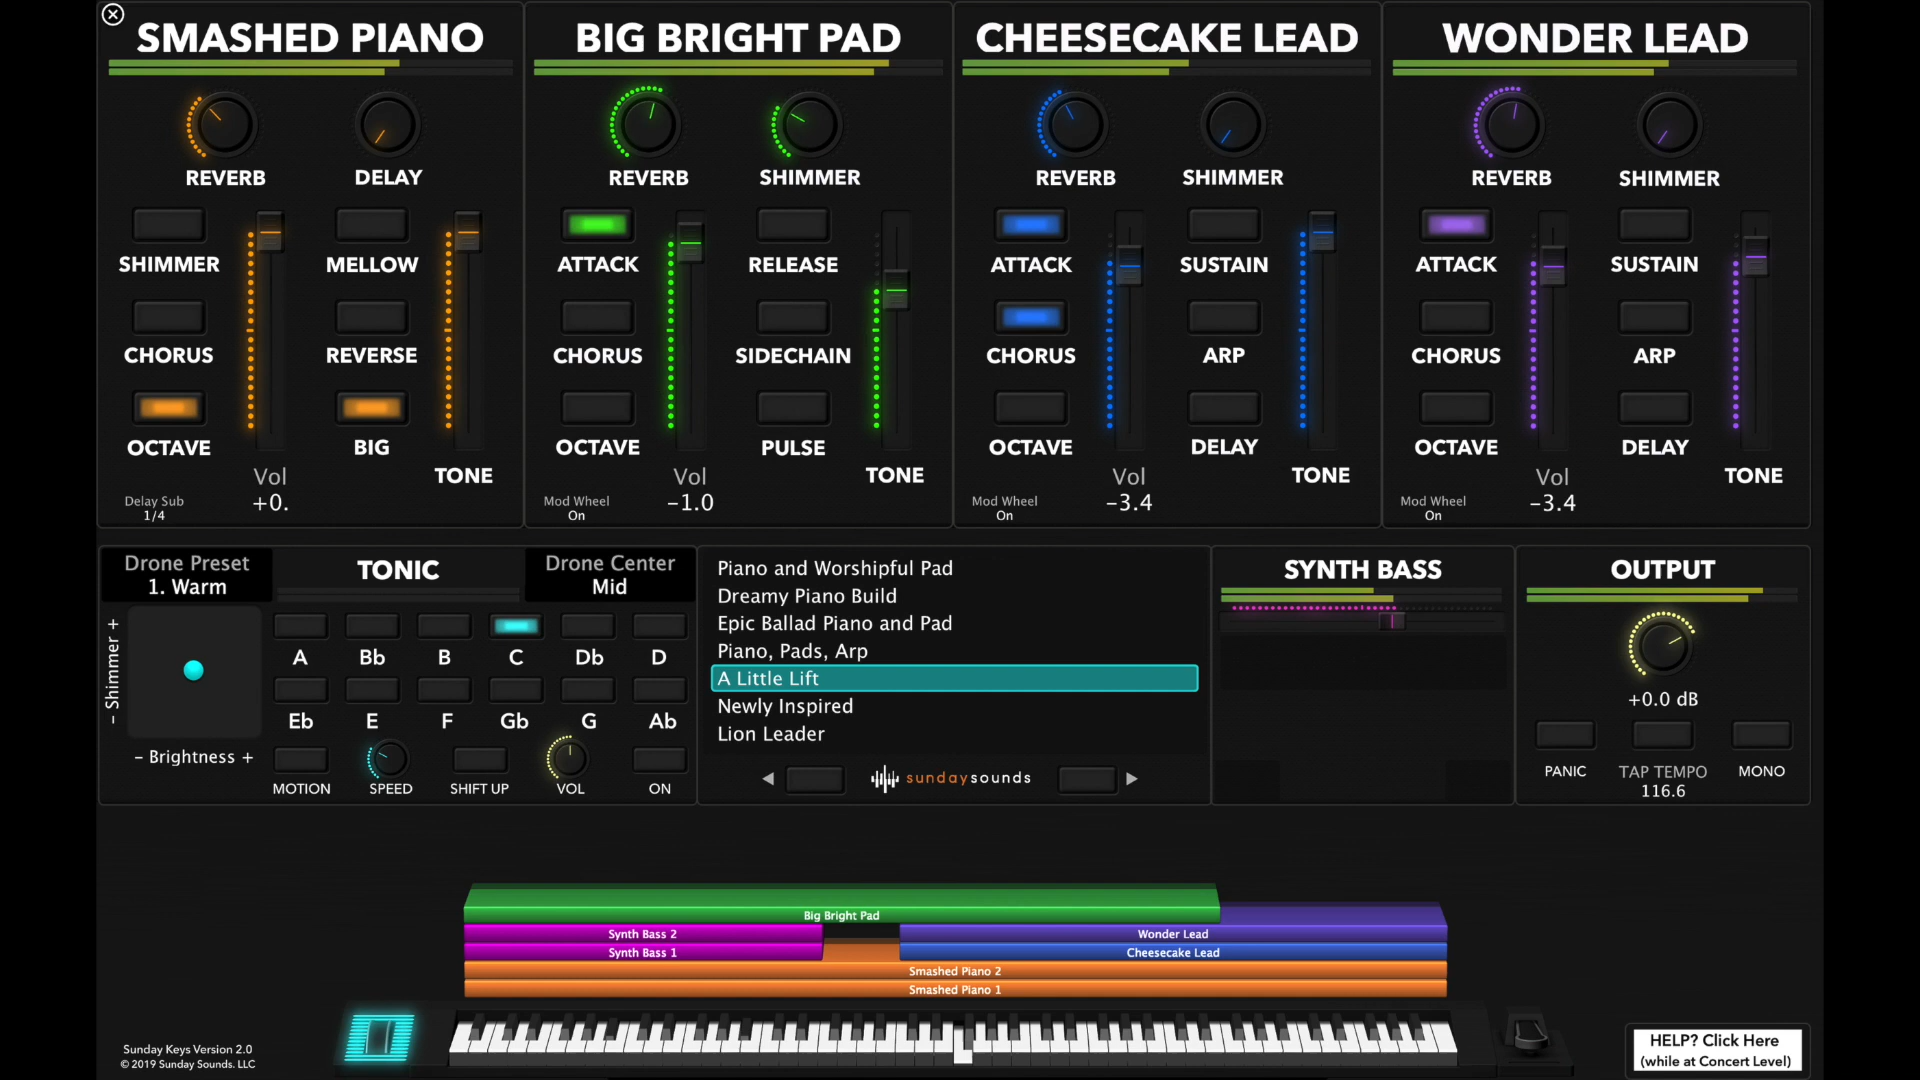 SMASHED PIANO
REVERB
DELAY
SHIMMER
MELLOW
CHORUS
REVERSE
OCTAVE
BIG
Vol
+0.
TONE
Delay Sub
1/4
BIG BRIGHT PAD
REVERB
SHIMMER
ATTACK
RELEASE
CHORUS
SIDECHAIN
OCTAVE
PULSE
Vol
-1.0
TONE
Mod Wheel
On
CHEESECAKE LEAD
REVERB
SHIMMER
ATTACK
SUSTAIN
CHORUS
ARP
OCTAVE
DELAY
Vol
-3.4
TONE
Mod Wheel
On
WONDER LEAD
REVERB
SHIMMER
ATTACK
SUSTAIN
CHORUS
ARP
OCTAVE
DELAY
Vol
-3.4
TONE
Mod Wheel
On
Drone Preset
1. Warm
TONIC
Drone Center
Mid
- Shimmer +
- Brightness +
A Bb B C Db D
Eb E F Gb G Ab
MOTION SPEED SHIFT UP VOL ON
Piano and Worshipful Pad
Dreamy Piano Build
Epic Ballad Piano and Pad
Piano, Pads, Arp
A Little Lift
Newly Inspired
Lion Leader
sundaysounds
SYNTH BASS
OUTPUT
+0.0 dB
PANIC
TAP TEMPO
116.6
MONO
Big Bright Pad
Synth Bass 2
Wonder Lead
Synth Bass 1
Cheesecake Lead
Smashed Piano 2
Smashed Piano 1
Sunday Keys Version 2.0
© 2019 Sunday Sounds. LLC
HELP? Click Here
(while at Concert Level)